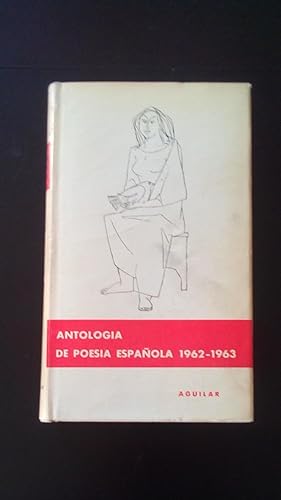 ANTOLOGIA
DE POESIA ESPAÑOLA 1962-1963
AGUILAR